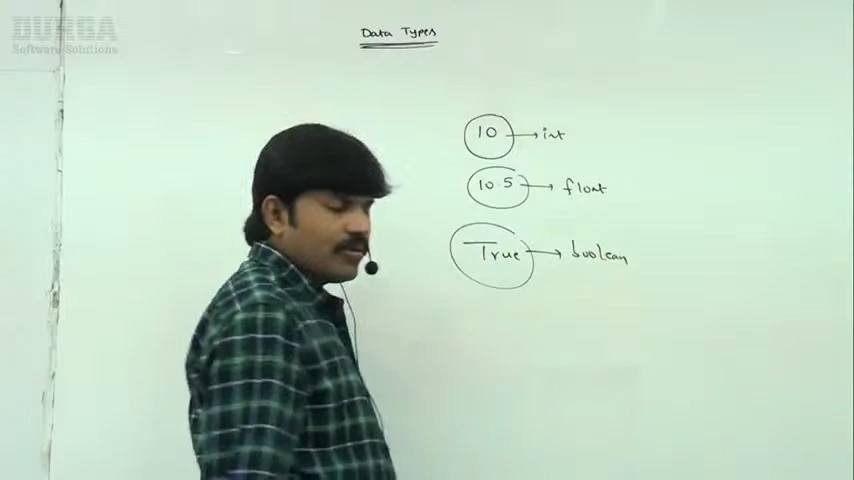 DURGA
Software Solutions
Data Types
10 → int
10.5 → float
True → boolean